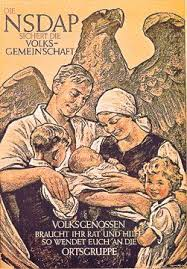 DIE
NSDAP
SICHERT DIE
VOLKS-
GEMEINSCHAFT
VOLKSGENOSSEN
BRAUCHT IHR RAT UND HILFE
SO WENDET EUCH AN DIE
ORTSGRUPPE